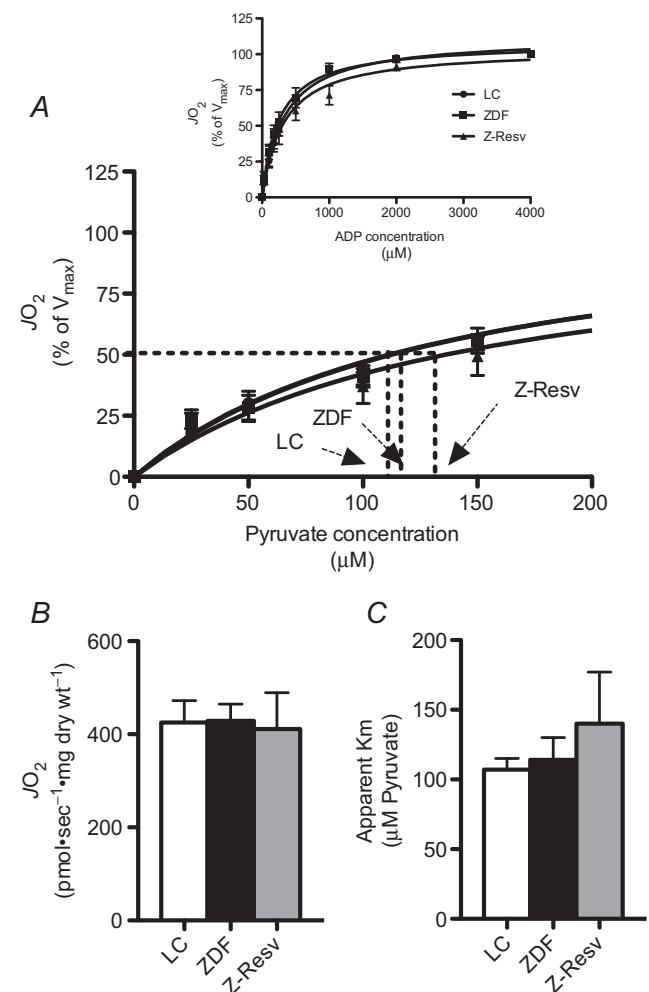 A
125
100
75
50
25
0
JO2
(% of Vmax)
0
1000
2000
3000
4000
ADP concentration
(μM)
LC
ZDF
Z-Resv
125
100
75
50
25
0
JO2
(% of Vmax)
LC
ZDF
Z-Resv
0
50
100
150
200
Pyruvate concentration
(μM)
B
600
400
200
0
JO2
(pmol•sec⁻¹•mg dry wt⁻¹)
LC
ZDF
Z-Resv
C
200
150
100
50
0
Apparent Km
(μM Pyruvate)
LC
ZDF
Z-Resv